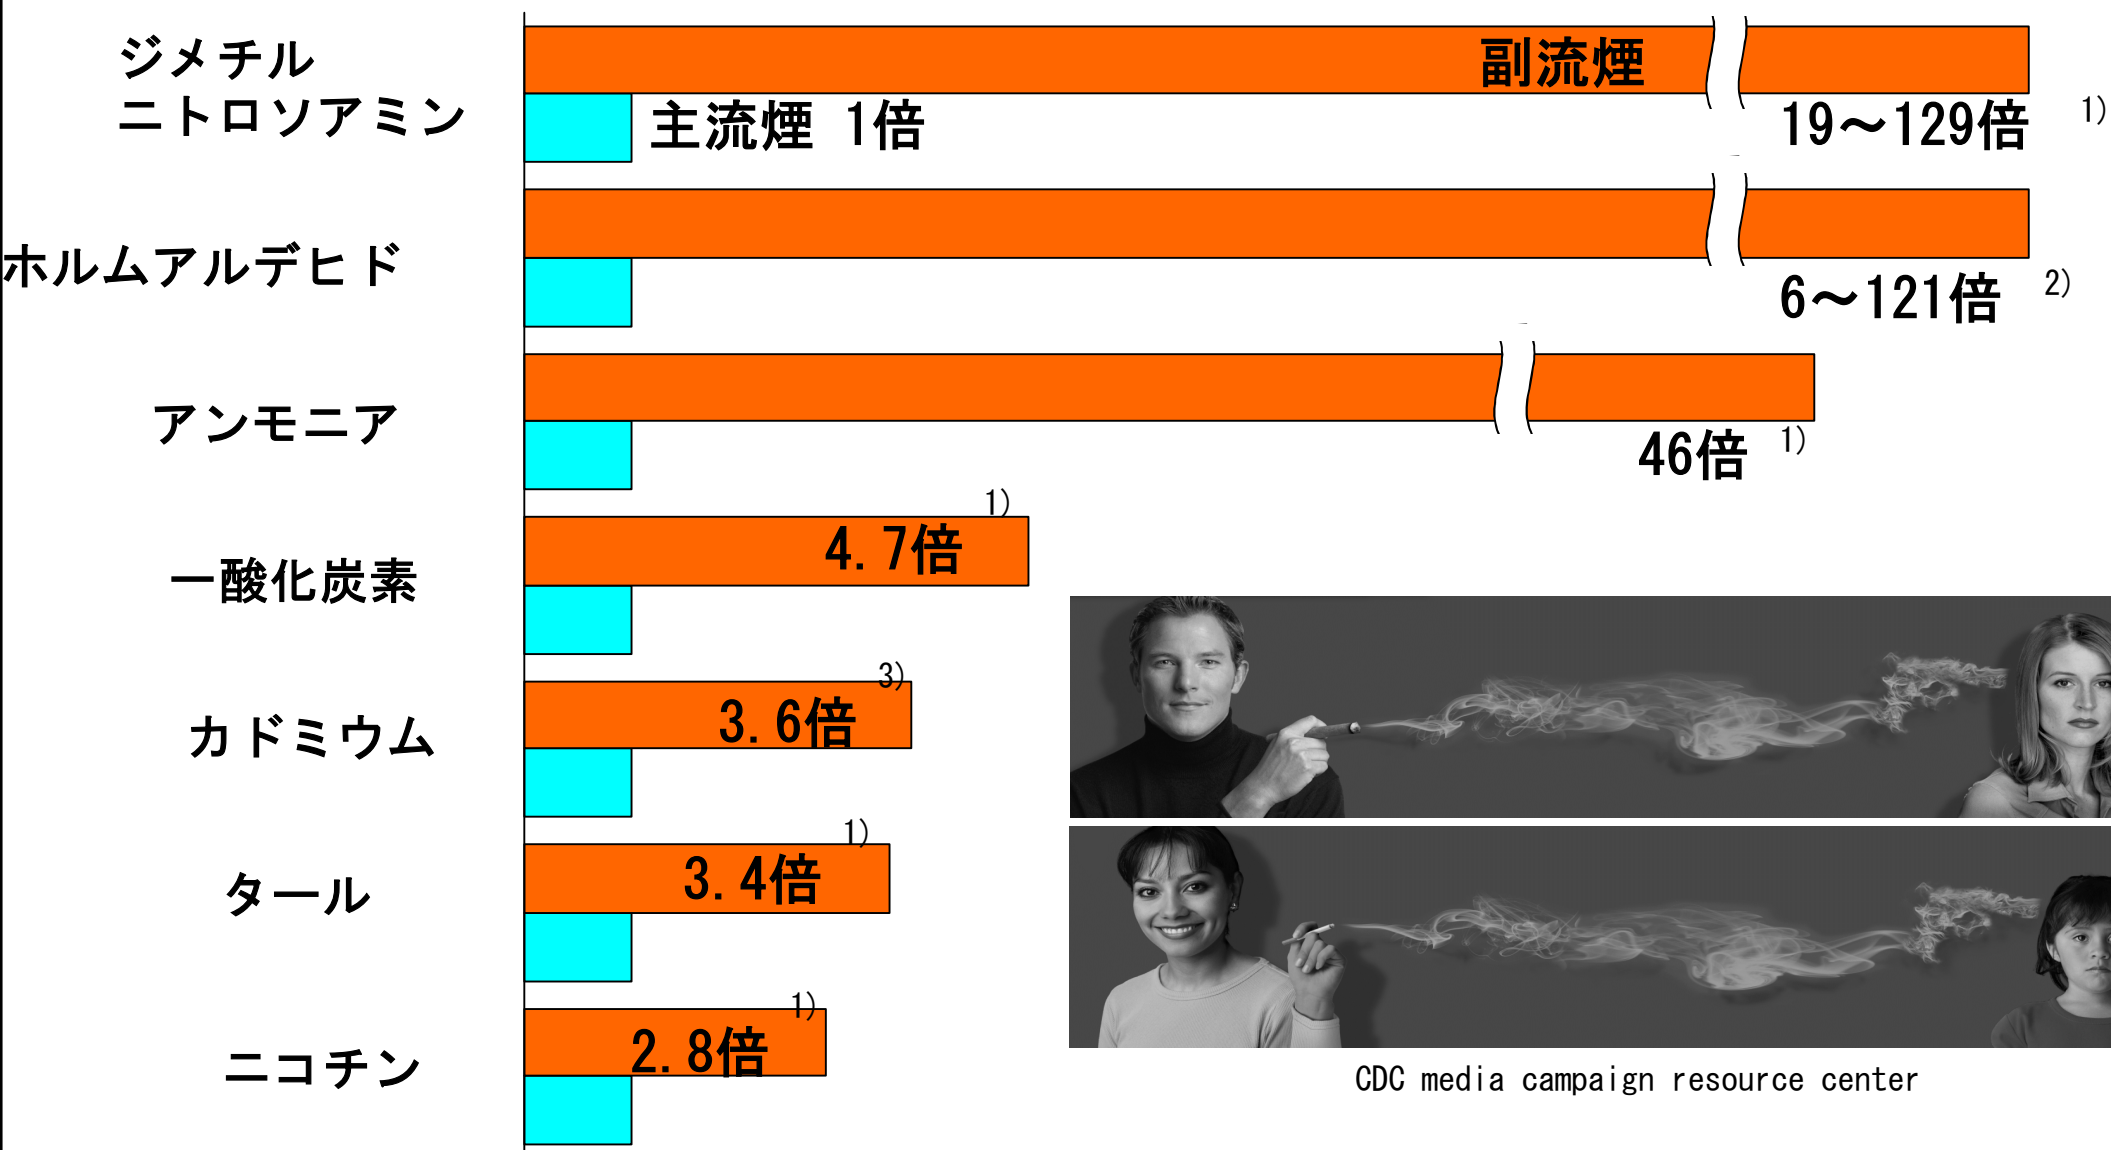 ジメチル
ニトロソアミン
副流煙
主流煙 1倍
19～129倍 1)
ホルムアルデヒド
6～121倍 2)
アンモニア
46倍 1)
一酸化炭素
4.7倍 1)
カドミウム
3.6倍 3)
タール
3.4倍 1)
ニコチン
2.8倍 1)
CDC media campaign resource center